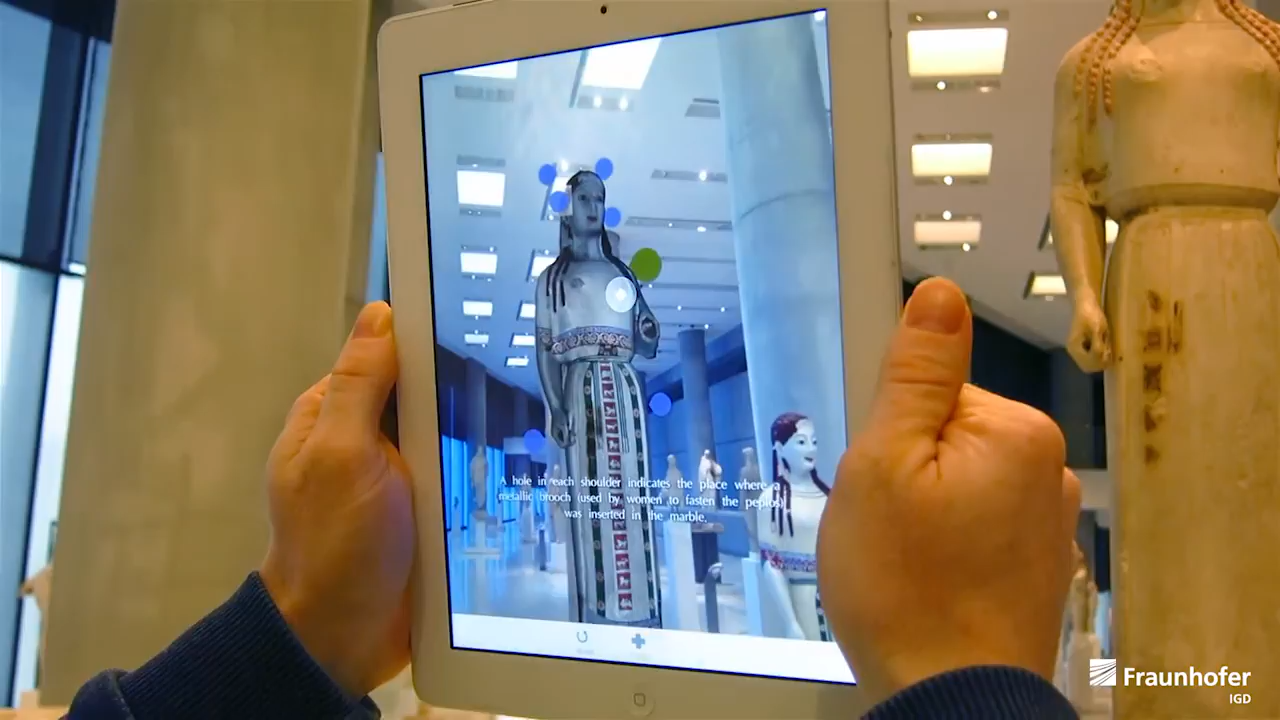 A hole in each shoulder indicates the place where a
metallic brooch (used by women to fasten the peplos)
was inserted in the marble.
Fraunhofer
IGD